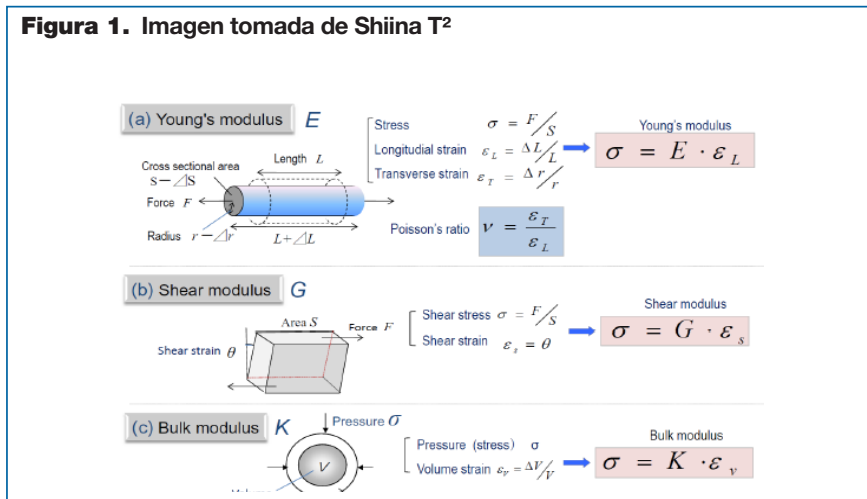 Figura 1. Imagen tomada de Shiina T²
(a) Young's modulus E
Stress σ = F/S
Longitudial strain ε_L = ΔL/L
Transverse strain ε_T = Δr/r
Young's modulus
σ = E · ε_L
Cross sectional area
S−⊿S
Length L
Force F
Radius r−⊿r
L+⊿L
Poisson's ratio ν = ε_T/ε_L
(b) Shear modulus G
Area S
Force F
Shear strain θ
Shear stress σ = F/S
Shear strain ε_s = θ
Shear modulus
σ = G · ε_s
(c) Bulk modulus K
Pressure σ
V
Pressure (stress) σ
Volume strain ε_v = ΔV/V
Bulk modulus
σ = K · ε_v